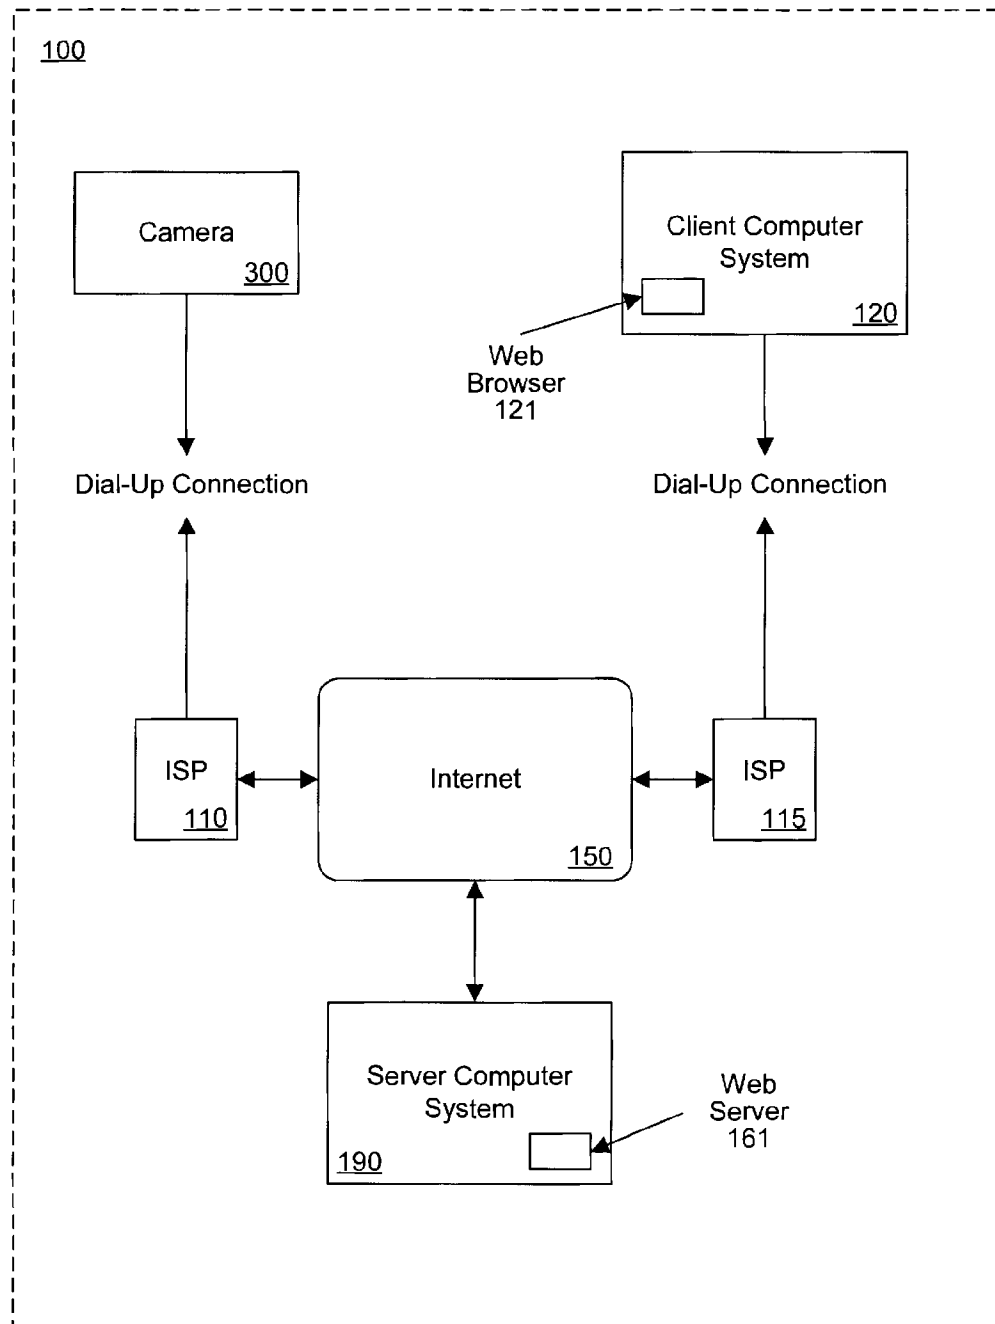 100
Camera
300
Client Computer
System
120
Web
Browser
121
Dial-Up Connection
Dial-Up Connection
ISP
110
Internet
150
ISP
115
Server Computer
System
190
Web
Server
161